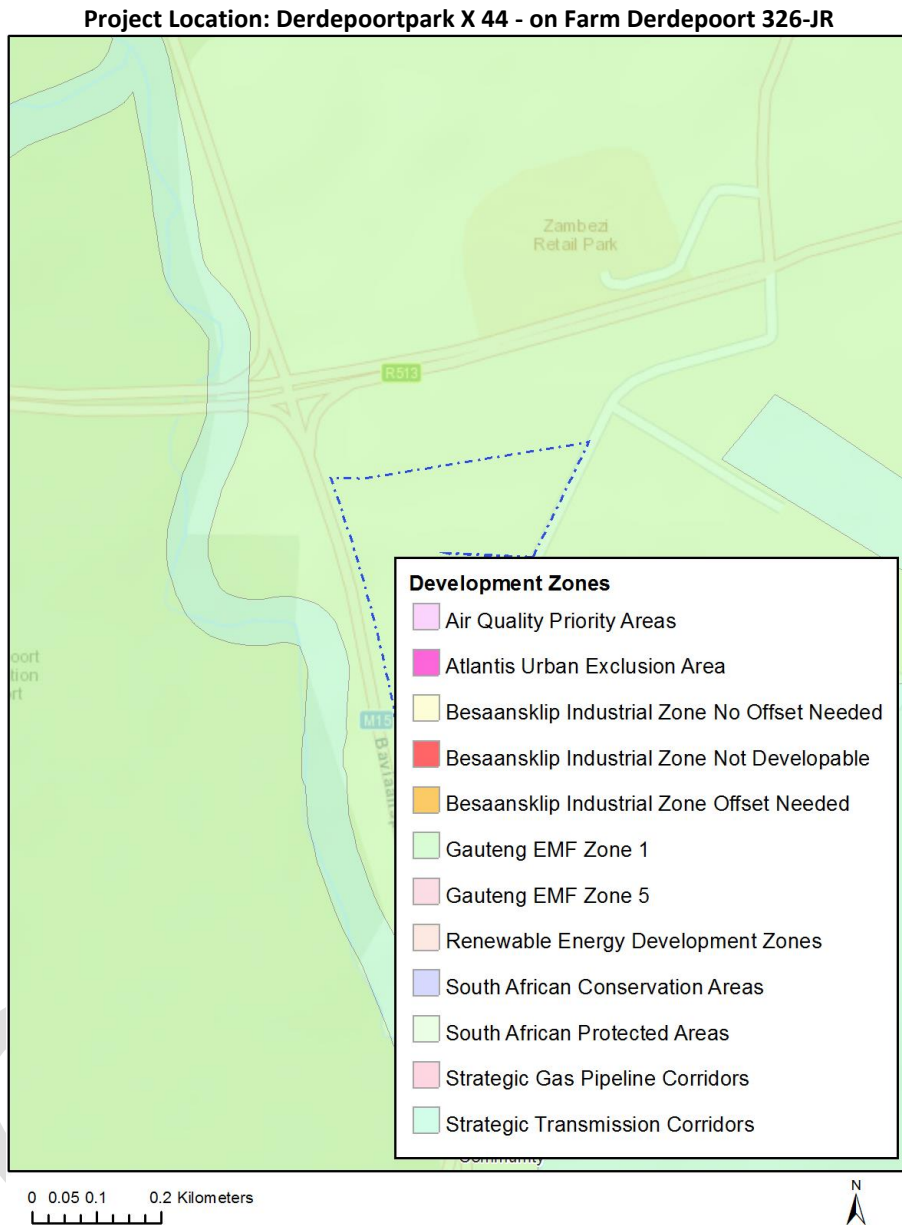 Project Location: Derdepoortpark X 44 - on Farm Derdepoort 326-JR
Zambezi
Retail Park
R513
oort
tion
rt
M15
Baviaansp
Development Zones
Air Quality Priority Areas
Atlantis Urban Exclusion Area
Besaansklip Industrial Zone No Offset Needed
Besaansklip Industrial Zone Not Developable
Besaansklip Industrial Zone Offset Needed
Gauteng EMF Zone 1
Gauteng EMF Zone 5
Renewable Energy Development Zones
South African Conservation Areas
South African Protected Areas
Strategic Gas Pipeline Corridors
Strategic Transmission Corridors
Community
0 0.05 0.1 0.2 Kilometers
N